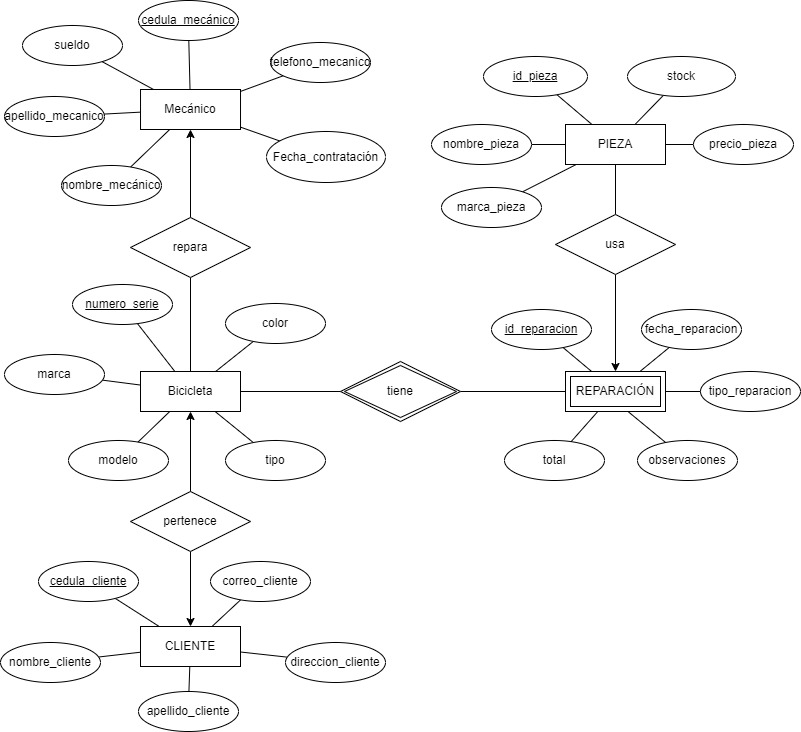 cedula_mecánico
sueldo
telefono_mecanico
Mecánico
apellido_mecanico
Fecha_contratación
nombre_mecánico
repara
id_pieza
stock
nombre_pieza
PIEZA
precio_pieza
marca_pieza
usa
numero_serie
color
marca
Bicicleta
modelo
tipo
tiene
id_reparacion
fecha_reparacion
REPARACIÓN
tipo_reparacion
total
observaciones
pertenece
cedula_cliente
correo_cliente
CLIENTE
nombre_cliente
direccion_cliente
apellido_cliente